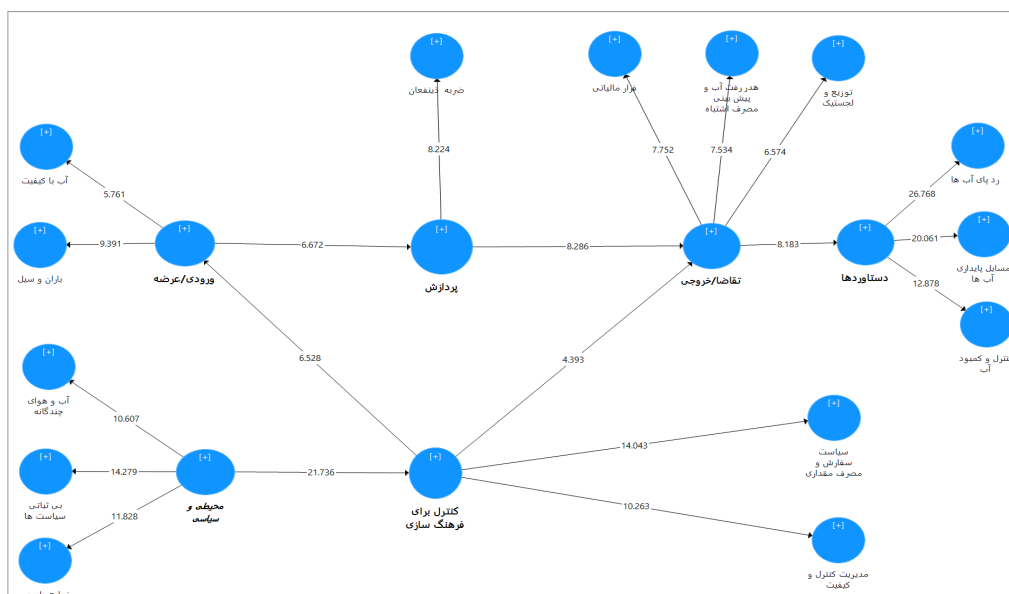 [+]
ضربه ذینفعان
[+]
فرار مالیاتی
[+]
هدر رفت آب و
پیش بینی
مصرف اشتباه
[+]
توزیع و
لجستیک
8.224
7.752
7.534
6.574
[+]
آب با کیفیت
5.761
[+]
رد پای آب ها
26.768
[+]
باران و سیل
9.391
[+]
ورودی/عرضه
6.672
[+]
پردازش
8.286
[+]
تقاضا/خروجی
8.183
[+]
دستاوردها
20.061
[+]
مسایل پایداری
آب ها
12.878
[+]
کمبود
آب
6.528
4.393
[+]
آب و هوای
چندگانه
10.607
[+]
بی ثباتی
سیاست ها
14.279
[+]
محیطی و
سیاسی
11.828
21.736
[+]
کنترل برای
فرهنگ سازی
14.043
[+]
سیاست
سفارش و
مصرف مقداری
10.263
[+]
مدیریت کنترل و
کیفیت
[+]